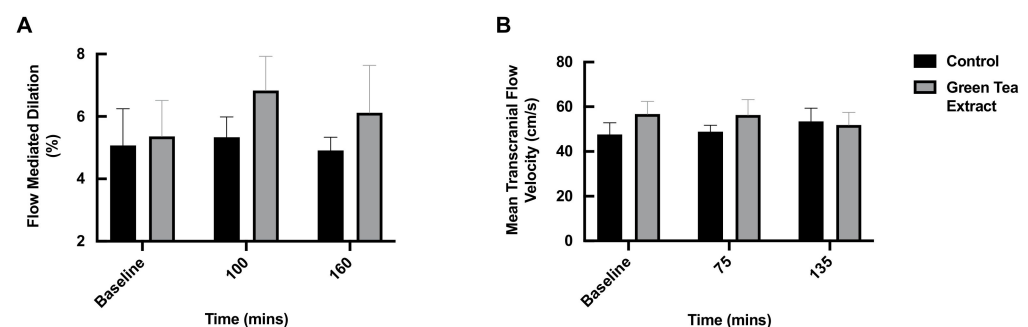 A
Flow Mediated Dilation
(%)
8
6
4
2
Baseline
100
160
Time (mins)
B
Mean Transcranial Flow
Velocity (cm/s)
80
60
40
20
0
Baseline
75
135
Time (mins)
Control
Green Tea
Extract